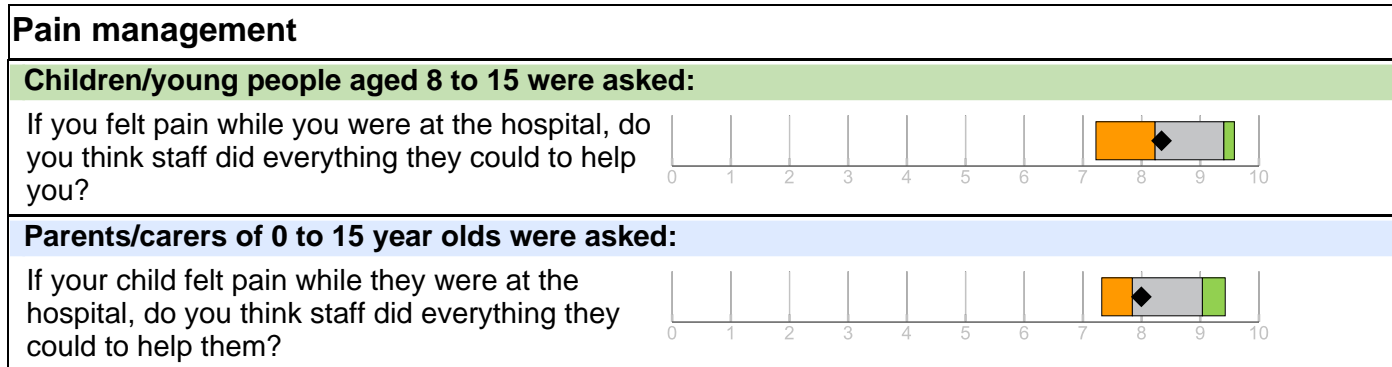 Pain management
Children/young people aged 8 to 15 were asked:
If you felt pain while you were at the hospital, do
you think staff did everything they could to help
you?
0 1 2 3 4 5 6 7 8 9 10
Parents/carers of 0 to 15 year olds were asked:
If your child felt pain while they were at the
hospital, do you think staff did everything they
could to help them?
0 1 2 3 4 5 6 7 8 9 10